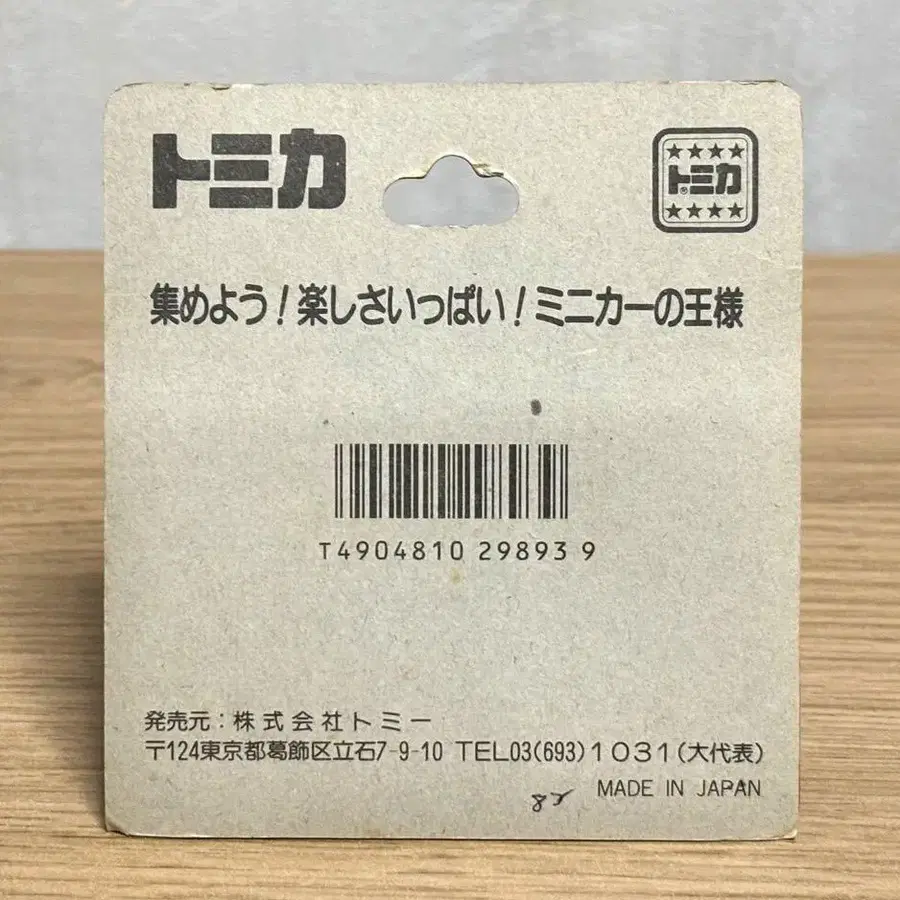 トミカ
トミカ®
集めよう!楽しさいっぱい!ミニカーの王様
T4904810 29893 9
発売元:株式会社トミー
〒124東京都葛飾区立石7-9-10 TEL03(693)1031(大代表)
MADE IN JAPAN